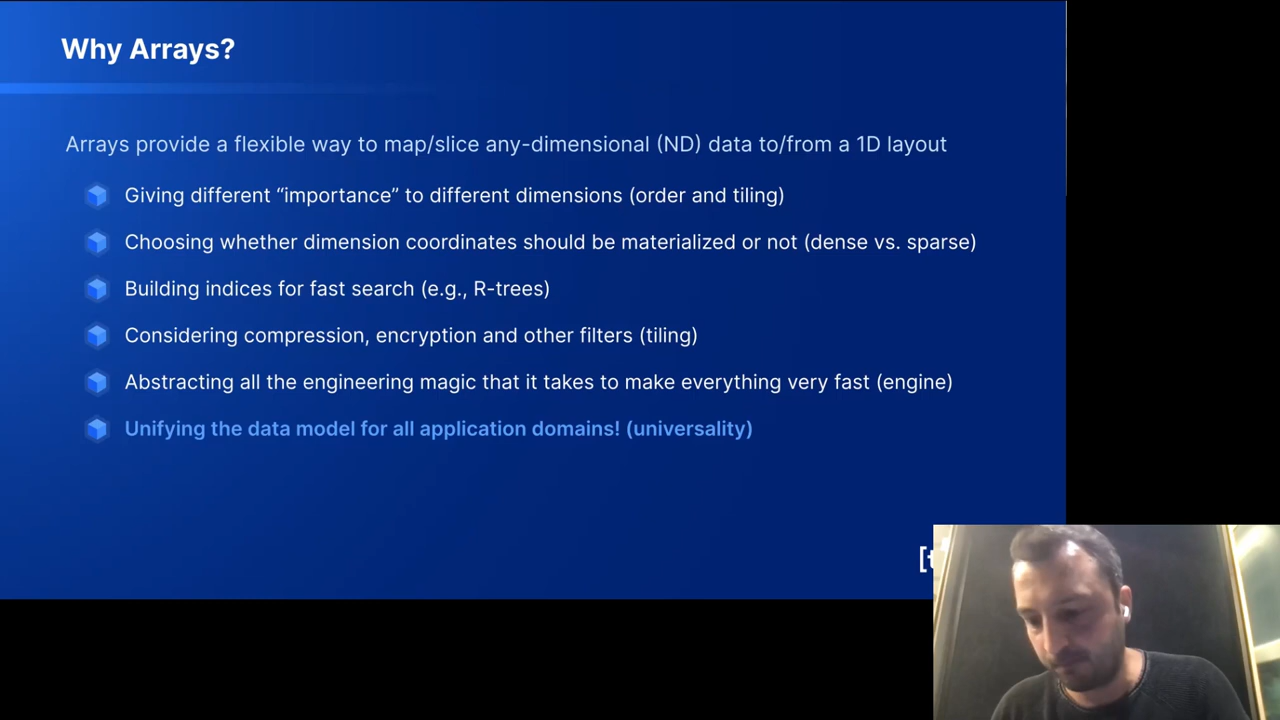 Why Arrays?
Arrays provide a flexible way to map/slice any-dimensional (ND) data to/from a 1D layout
Giving different “importance” to different dimensions (order and tiling)
Choosing whether dimension coordinates should be materialized or not (dense vs. sparse)
Building indices for fast search (e.g., R-trees)
Considering compression, encryption and other filters (tiling)
Abstracting all the engineering magic that it takes to make everything very fast (engine)
Unifying the data model for all application domains! (universality)